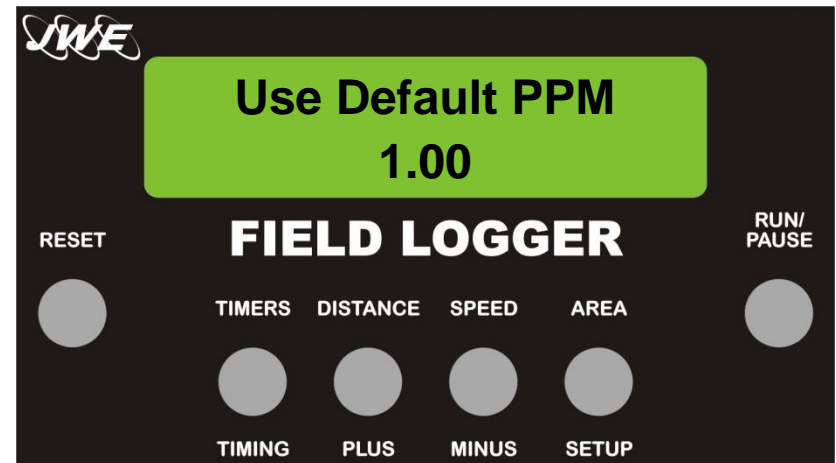 JWE
Use Default PPM
1.00
RESET
FIELD LOGGER
RUN/
PAUSE
TIMERS DISTANCE SPEED AREA
TIMING PLUS MINUS SETUP